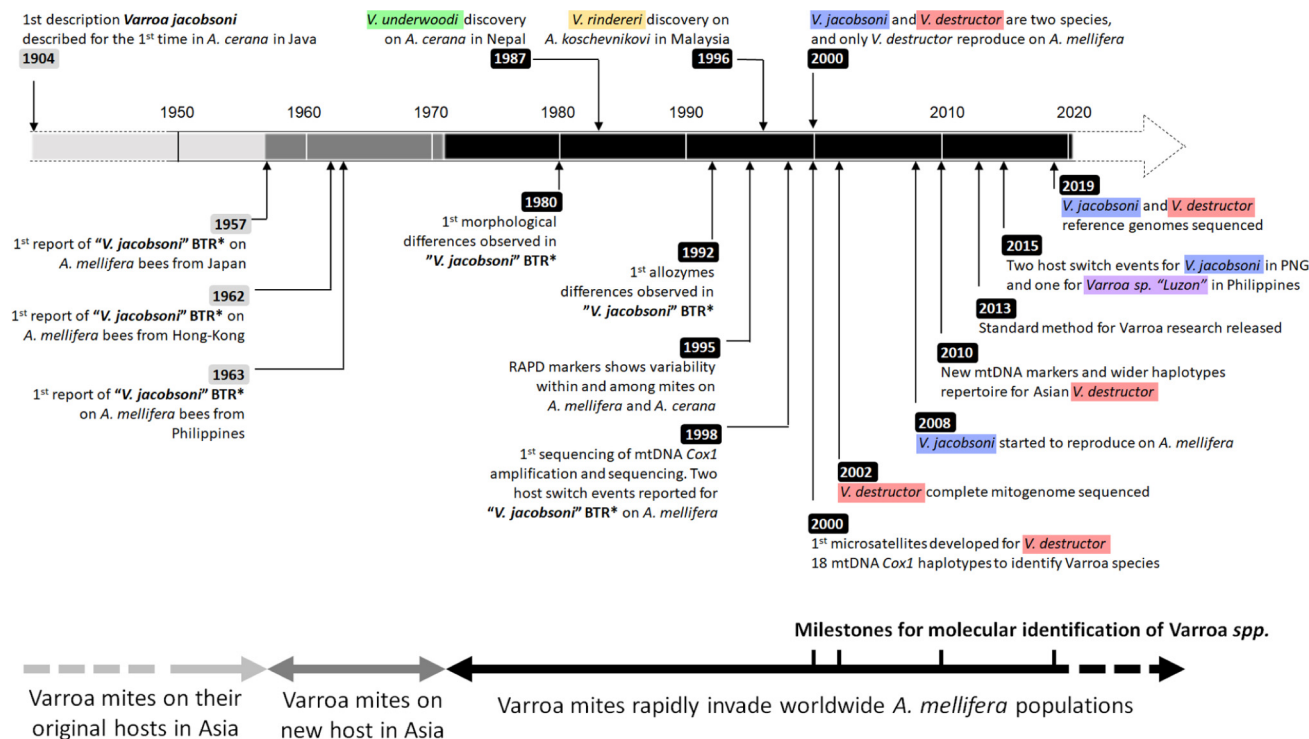 1st description Varroa jacobsoni
described for the 1st time in A. cerana in Java
1904
V. underwoodi discovery
on A. cerana in Nepal
1987
V. rindereri discovery on
A. koschevnikovi in Malaysia
1996
V. jacobsoni and V. destructor are two species,
and only V. destructor reproduce on A. mellifera
2000
1950 1960 1970 1980 1990 2010 2020
1957
1st report of “V. jacobsoni” BTR* on
A. mellifera bees from Japan
1962
1st report of “V. jacobsoni” BTR* on
A. mellifera bees from Hong-Kong
1963
1st report of “V. jacobsoni” BTR*
on A. mellifera bees from
Philippines
1980
1st morphological
differences observed in
”V. jacobsoni” BTR*
1992
1st allozymes
differences observed in
”V. jacobsoni” BTR*
1995
RAPD markers shows variability
within and among mites on
A. mellifera and A. cerana
1998
1st sequencing of mtDNA Cox1
amplification and sequencing. Two
host switch events reported for
“V. jacobsoni” BTR* on A. mellifera
2019
V. jacobsoni and V. destructor
reference genomes sequenced
2015
Two host switch events for V. jacobsoni in PNG
and one for Varroa sp. “Luzon” in Philippines
2013
Standard method for Varroa research released
2010
New mtDNA markers and wider haplotypes
repertoire for Asian V. destructor
2008
V. jacobsoni started to reproduce on A. mellifera
2002
V. destructor complete mitogenome sequenced
2000
1st microsatellites developed for V. destructor
18 mtDNA Cox1 haplotypes to identify Varroa species
Milestones for molecular identification of Varroa spp.
Varroa mites on their
original hosts in Asia
Varroa mites on
new host in Asia
Varroa mites rapidly invade worldwide A. mellifera populations